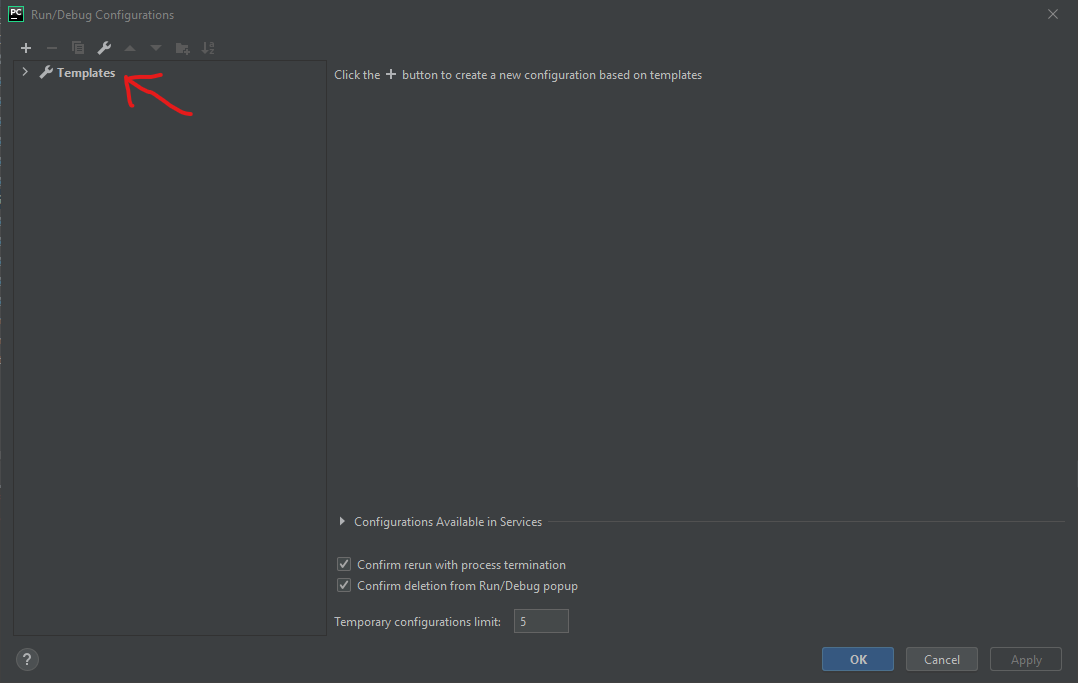 PC Run/Debug Configurations
Templates
Click the + button to create a new configuration based on templates
Configurations Available in Services
Confirm rerun with process termination
Confirm deletion from Run/Debug popup
Temporary configurations limit: 5
? OK Cancel Apply